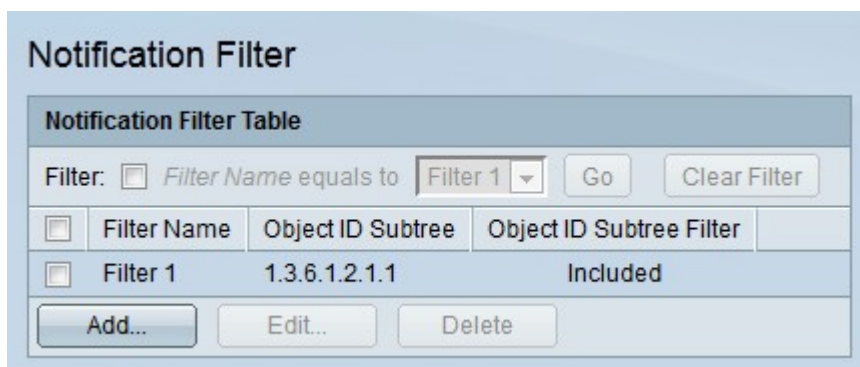 Notification Filter
Notification Filter Table
Filter: Filter Name equals to Filter 1 Go Clear Filter
Filter Name Object ID Subtree Object ID Subtree Filter
Filter 1 1.3.6.1.2.1.1 Included
Add... Edit... Delete